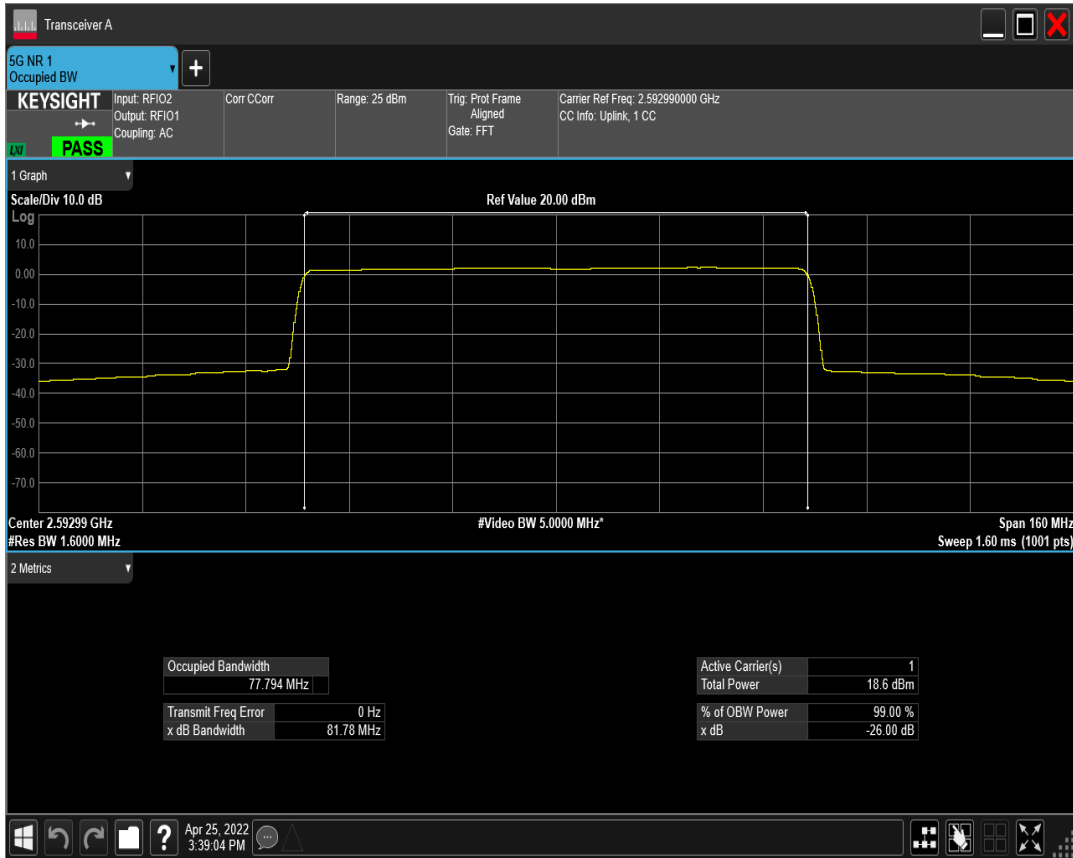 Transceiver A
5G NR 1
Occupied BW
+
KEYSIGHT
LXI
PASS
Input: RFIO2
Output: RFIO1
Coupling: AC
Corr CCorr
Range: 25 dBm
Trig: Prot Frame
Aligned
Gate: FFT
Carrier Ref Freq: 2.592990000 GHz
CC Info: Uplink, 1 CC
1 Graph
Scale/Div 10.0 dB
Ref Value 20.00 dBm
Log
10.0
0.00
-10.0
-20.0
-30.0
-40.0
-50.0
-60.0
-70.0
Center 2.59299 GHz
#Video BW 5.0000 MHz*
Span 160 MHz
#Res BW 1.6000 MHz
Sweep 1.60 ms (1001 pts)
2 Metrics
Occupied Bandwidth
77.794 MHz
Transmit Freq Error 0 Hz
x dB Bandwidth 81.78 MHz
Active Carrier(s) 1
Total Power 18.6 dBm
% of OBW Power 99.00 %
x dB -26.00 dB
?
Apr 25, 2022
3:39:04 PM